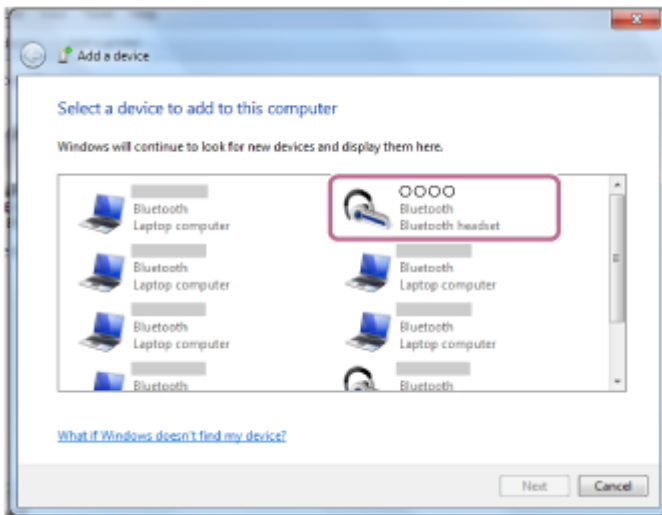 Add a device
Select a device to add to this computer
Windows will continue to look for new devices and display them here.
Bluetooth
Laptop computer
OOOO
Bluetooth
Bluetooth headset
Bluetooth
Laptop computer
Bluetooth
Laptop computer
Bluetooth
Laptop computer
Bluetooth
Laptop computer
Bluetooth
Bluetooth
What if Windows doesn't find my device?
Next
Cancel